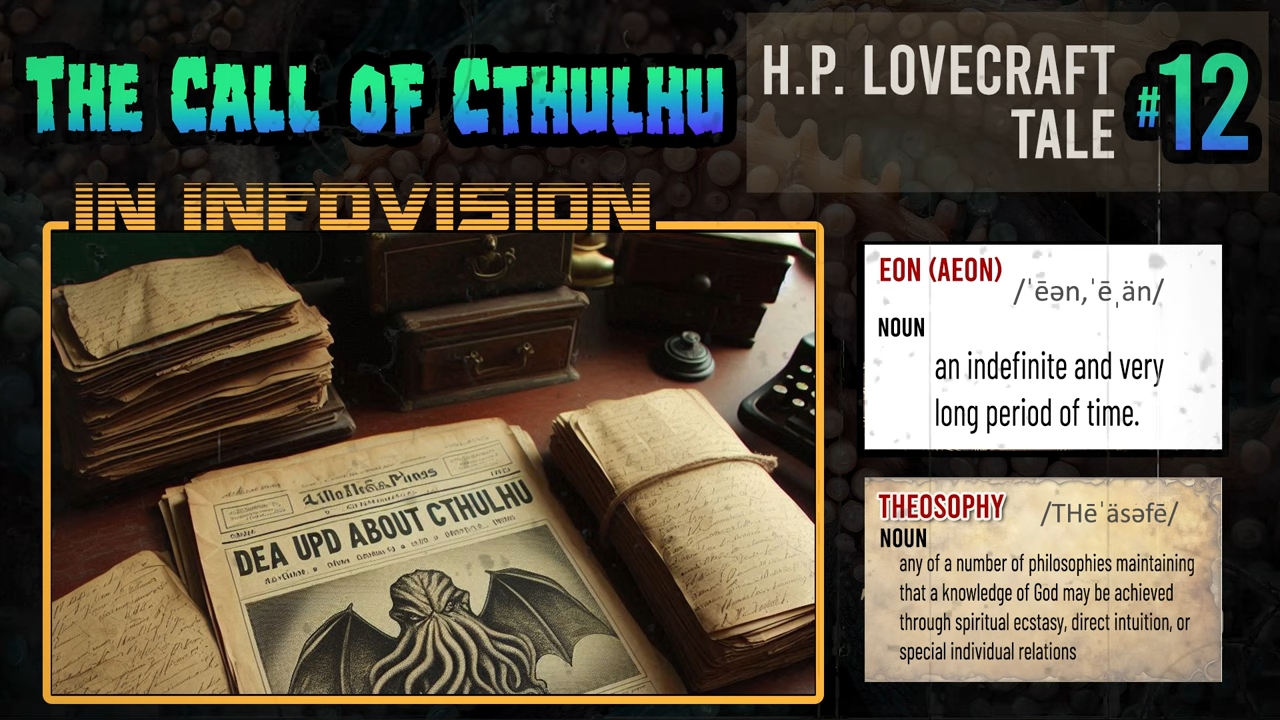 THE CALL OF CTHULHU
H.P. LOVECRAFT
TALE
#12
IN INFOVISION
EON (AEON)
/ˈēən,ˈēˌän/
NOUN
an indefinite and very
long period of time.
DEA UPD ABOUT CTHULHU
THEOSOPHY
/THēˈäsəfē/
NOUN
any of a number of philosophies maintaining
that a knowledge of God may be achieved
through spiritual ecstasy, direct intuition, or
special individual relations